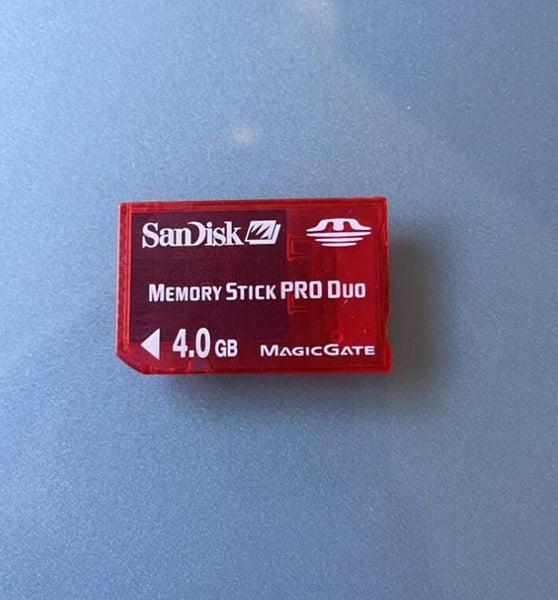 SanDisk
MEMORY STICK PRO DUO
4.0 GB MAGICGATE